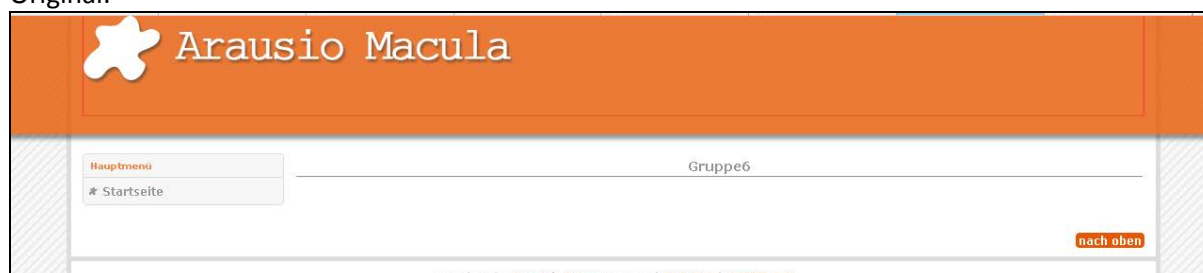 Original:
Arausio Macula
Hauptmenü
Gruppe6
Startseite
nach oben